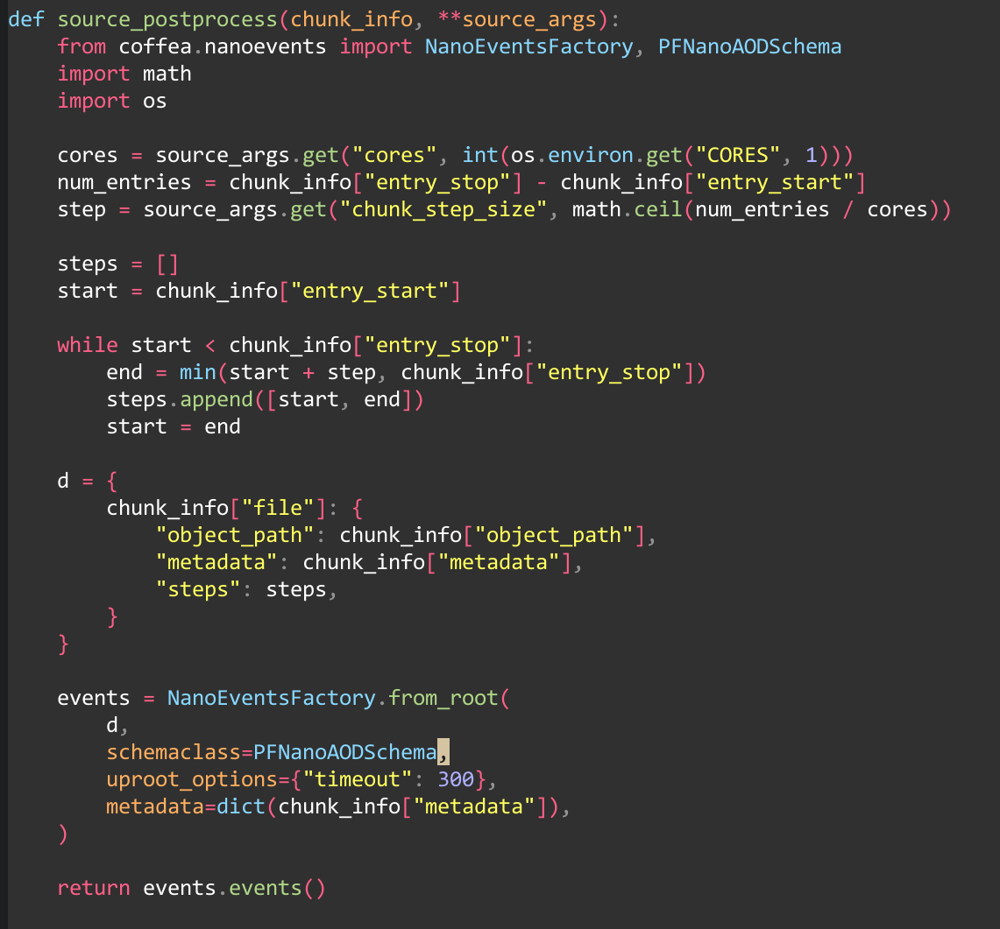 def source_postprocess(chunk_info, **source_args):
    from coffea.nanoevents import NanoEventsFactory, PFNanoAODSchema
    import math
    import os

    cores = source_args.get("cores", int(os.environ.get("CORES", 1)))
    num_entries = chunk_info["entry_stop"] - chunk_info["entry_start"]
    step = source_args.get("chunk_step_size", math.ceil(num_entries / cores))

    steps = []
    start = chunk_info["entry_start"]

    while start < chunk_info["entry_stop"]:
        end = min(start + step, chunk_info["entry_stop"])
        steps.append([start, end])
        start = end

    d = {
        chunk_info["file"]: {
            "object_path": chunk_info["object_path"],
            "metadata": chunk_info["metadata"],
            "steps": steps,
        }
    }

    events = NanoEventsFactory.from_root(
        d,
        schemaclass=PFNanoAODSchema,
        uproot_options={"timeout": 300},
        metadata=dict(chunk_info["metadata"]),
    )

    return events.events()